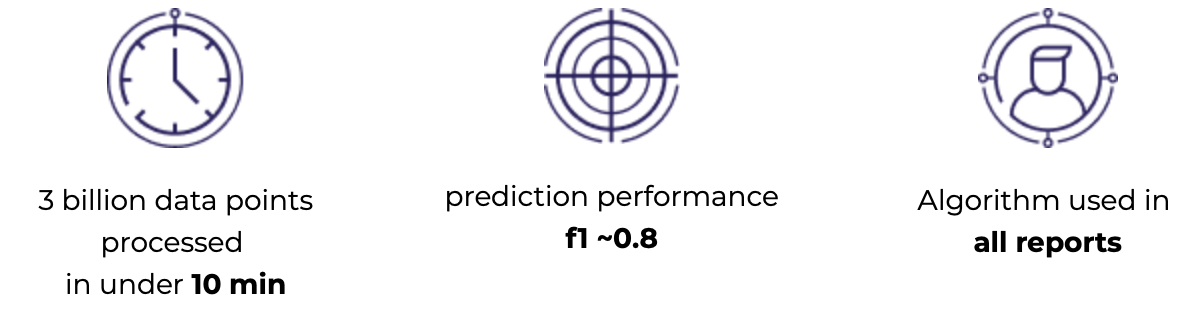 3 billion data points
processed
in under 10 min
prediction performance
f1 ~0.8
Algorithm used in
all reports